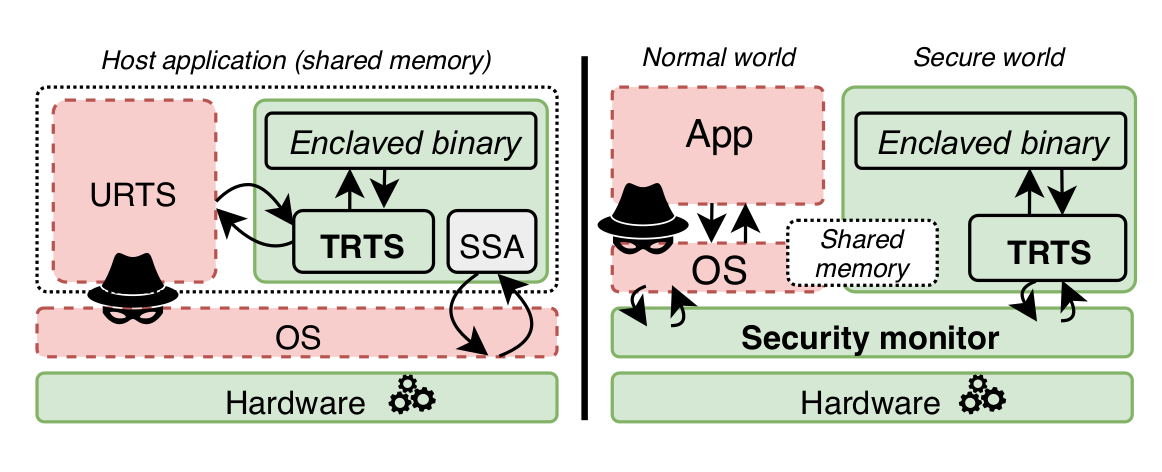 Host application (shared memory)
URTS
Enclaved binary
TRTS
SSA
OS
Hardware
Normal world
Secure world
App
Enclaved binary
Shared
memory
OS
TRTS
Security monitor
Hardware